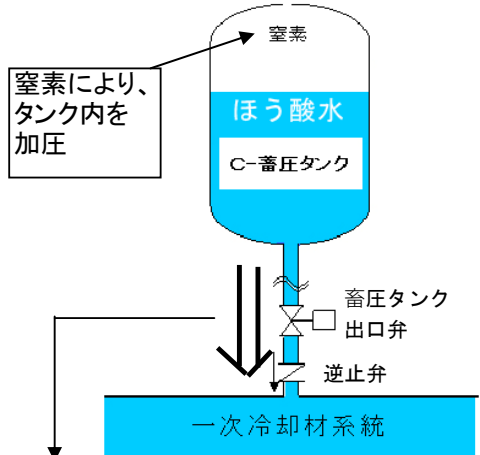 窒素
窒素により、
タンク内を
加圧
ほう酸水
C-蓄圧タンク
畜圧タンク
出口弁
逆止弁
一次冷却材系統